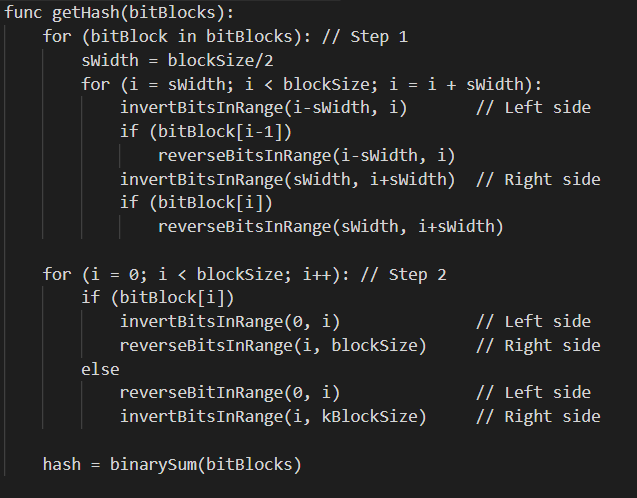 func getHash(bitBlocks):
for (bitBlock in bitBlocks): // Step 1
sWidth = blockSize/2
for (i = sWidth; i < blockSize; i = i + sWidth):
invertBitsInRange(i-sWidth, i) // Left side
if (bitBlock[i-1])
reverseBitsInRange(i-sWidth, i)
invertBitsInRange(sWidth, i+sWidth) // Right side
if (bitBlock[i])
reverseBitsInRange(sWidth, i+sWidth)
for (i = 0; i < blockSize; i++): // Step 2
if (bitBlock[i])
invertBitsInRange(0, i) // Left side
reverseBitsInRange(i, blockSize) // Right side
else
reverseBitInRange(0, i) // Left side
invertBitsInRange(i, kBlockSize) // Right side
hash = binarySum(bitBlocks)